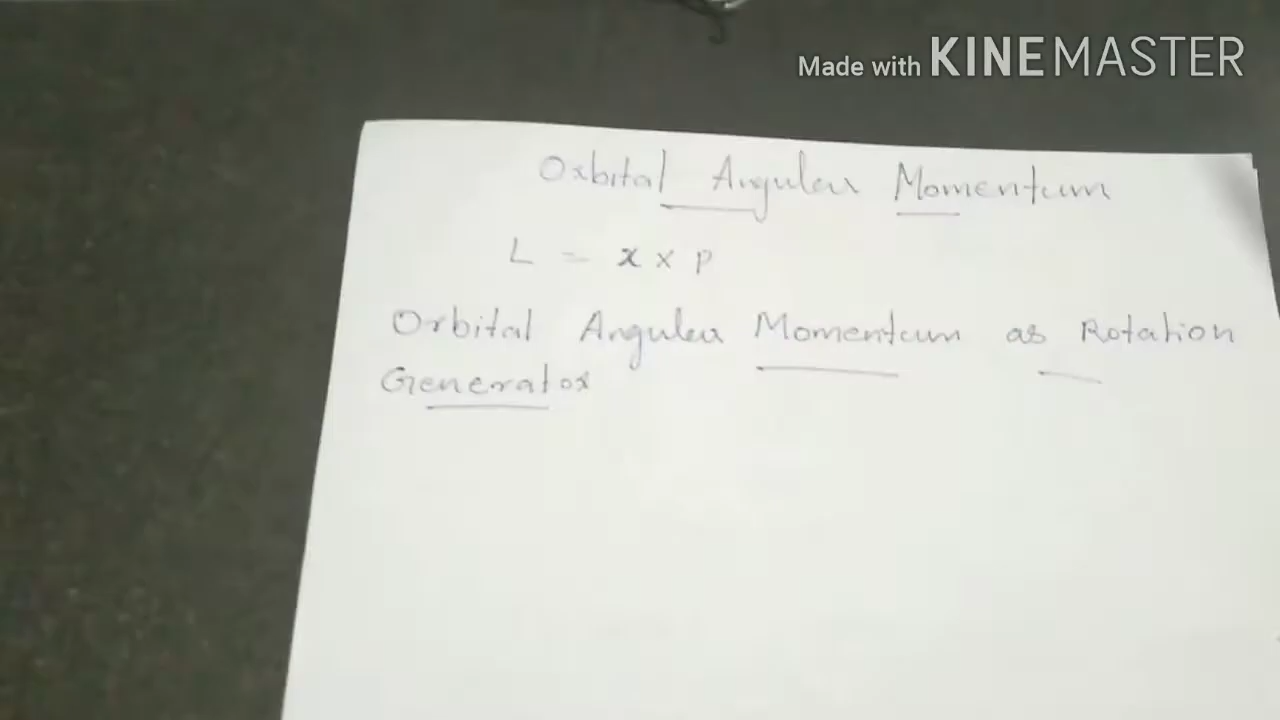 Made with KINEMASTER
Orbital Angular Momentum
L = x × p
Orbital Angular Momentum as Rotation
Generator